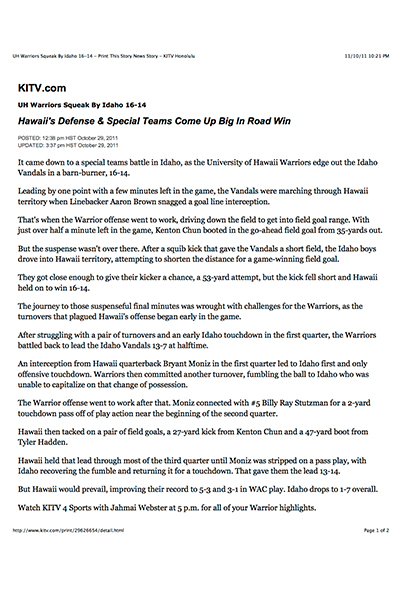 UH Warriors Squeak By Idaho 16-14 - Print This Story News Story - KITV Honolulu
11/10/11 10:21 PM
KITV.com
UH Warriors Squeak By Idaho 16-14
Hawaii's Defense & Special Teams Come Up Big In Road Win
POSTED: 12:38 pm HST October 29, 2011
UPDATED: 3:37 pm HST October 29, 2011
It came down to a special teams battle in Idaho, as the University of Hawaii Warriors edge out the Idaho
Vandals in a barn-burner, 16-14.
Leading by one point with a few minutes left in the game, the Vandals were marching through Hawaii
territory when Linebacker Aaron Brown snagged a goal line interception.
That's when the Warrior offense went to work, driving down the field to get into field goal range. With
just over half a minute left in the game, Kenton Chun booted in the go-ahead field goal from 35-yards out.
But the suspense wasn't over there. After a squib kick that gave the Vandals a short field, the Idaho boys
drove into Hawaii territory, attempting to shorten the distance for a game-winning field goal.
They got close enough to give their kicker a chance, a 53-yard attempt, but the kick fell short and Hawaii
held on to win 16-14.
The journey to those suspenseful final minutes was wrought with challenges for the Warriors, as the
turnovers that plagued Hawaii's offense began early in the game.
After struggling with a pair of turnovers and an early Idaho touchdown in the first quarter, the Warriors
battled back to lead the Idaho Vandals 13-7 at halftime.
An interception from Hawaii quarterback Bryant Moniz in the first quarter led to Idaho first and only
offensive touchdown. Warriors then committed another turnover, fumbling the ball to Idaho who was
unable to capitalize on that change of possession.
The Warrior offense went to work after that. Moniz connected with #5 Billy Ray Stutzman for a 2-yard
touchdown pass off of play action near the beginning of the second quarter.
Hawaii then tacked on a pair of field goals, a 27-yard kick from Kenton Chun and a 47-yard boot from
Tyler Hadden.
Hawaii held that lead through most of the third quarter until Moniz was stripped on a pass play, with
Idaho recovering the fumble and returning it for a touchdown. That gave them the lead 13-14.
But Hawaii would prevail, improving their record to 5-3 and 3-1 in WAC play. Idaho drops to 1-7 overall.
Watch KITV 4 Sports with Jahmai Webster at 5 p.m. for all of your Warrior highlights.
http://www.kitv.com/print/29626654/detail.html
Page 1 of 2